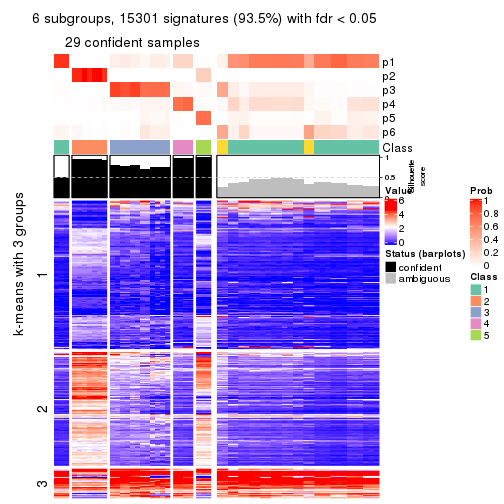 6 subgroups, 15301 signatures (93.5%) with fdr < 0.05
29 confident samples
p1
p2
p3
p4
p5
p6
Class
1
0.5
0
Silhouette
score
k-means with 3 groups
1
2
3
Value
6
4
2
0
Status (barplots)
confident
ambiguous
Prob
1
0.8
0.6
0.4
0.2
0
Class
1
2
3
4
5